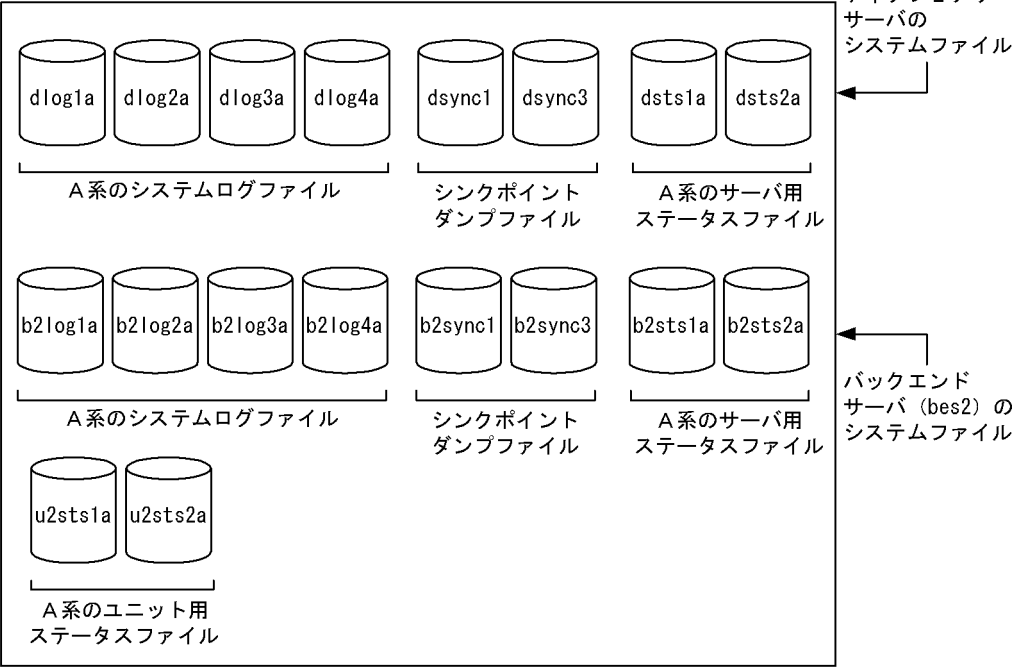 サーバの
システムファイル
dlog1a dlog2a dlog3a dlog4a dsync1 dsync3 dsts1a dsts2a
A系のシステムログファイル
シンクポイント
ダンプファイル
A系のサーバ用
ステータスファイル
b2log1a b2log2a b2log3a b2log4a b2sync1 b2sync3 b2sts1a b2sts2a
バックエンド
サーバ(bes2)の
システムファイル
A系のシステムログファイル
シンクポイント
ダンプファイル
A系のサーバ用
ステータスファイル
u2sts1a u2sts2a
A系のユニット用
ステータスファイル